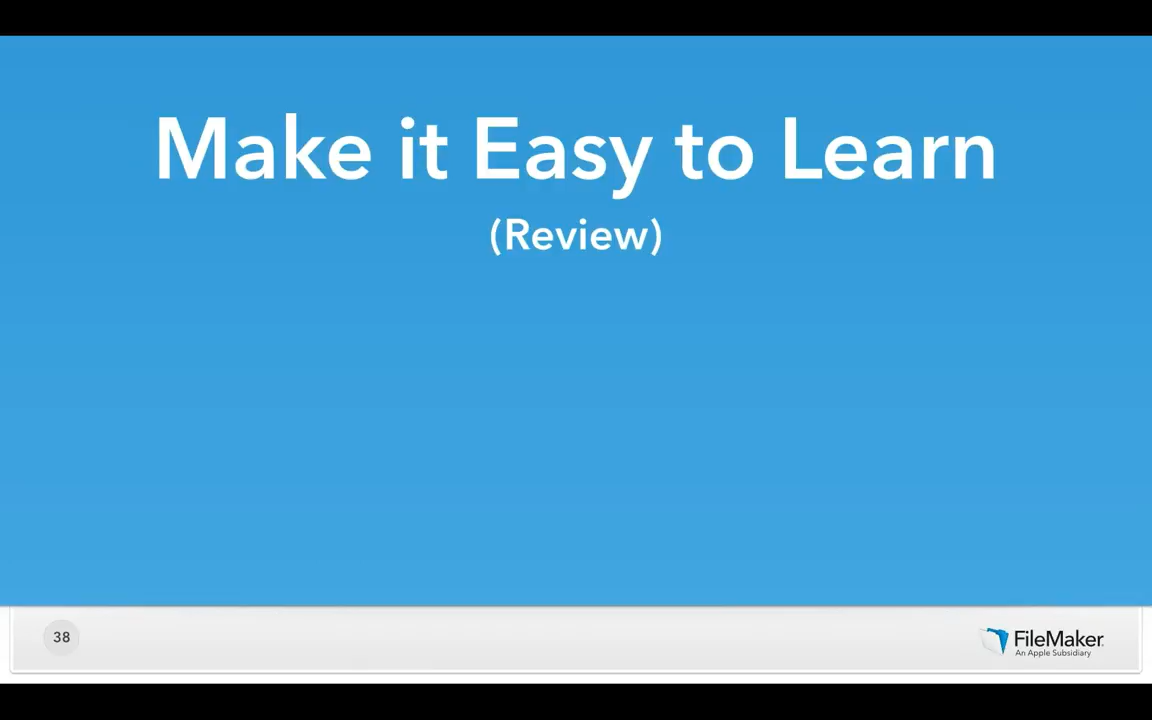 Make it Easy to Learn
(Review)
38
FileMaker
An Apple Subsidiary